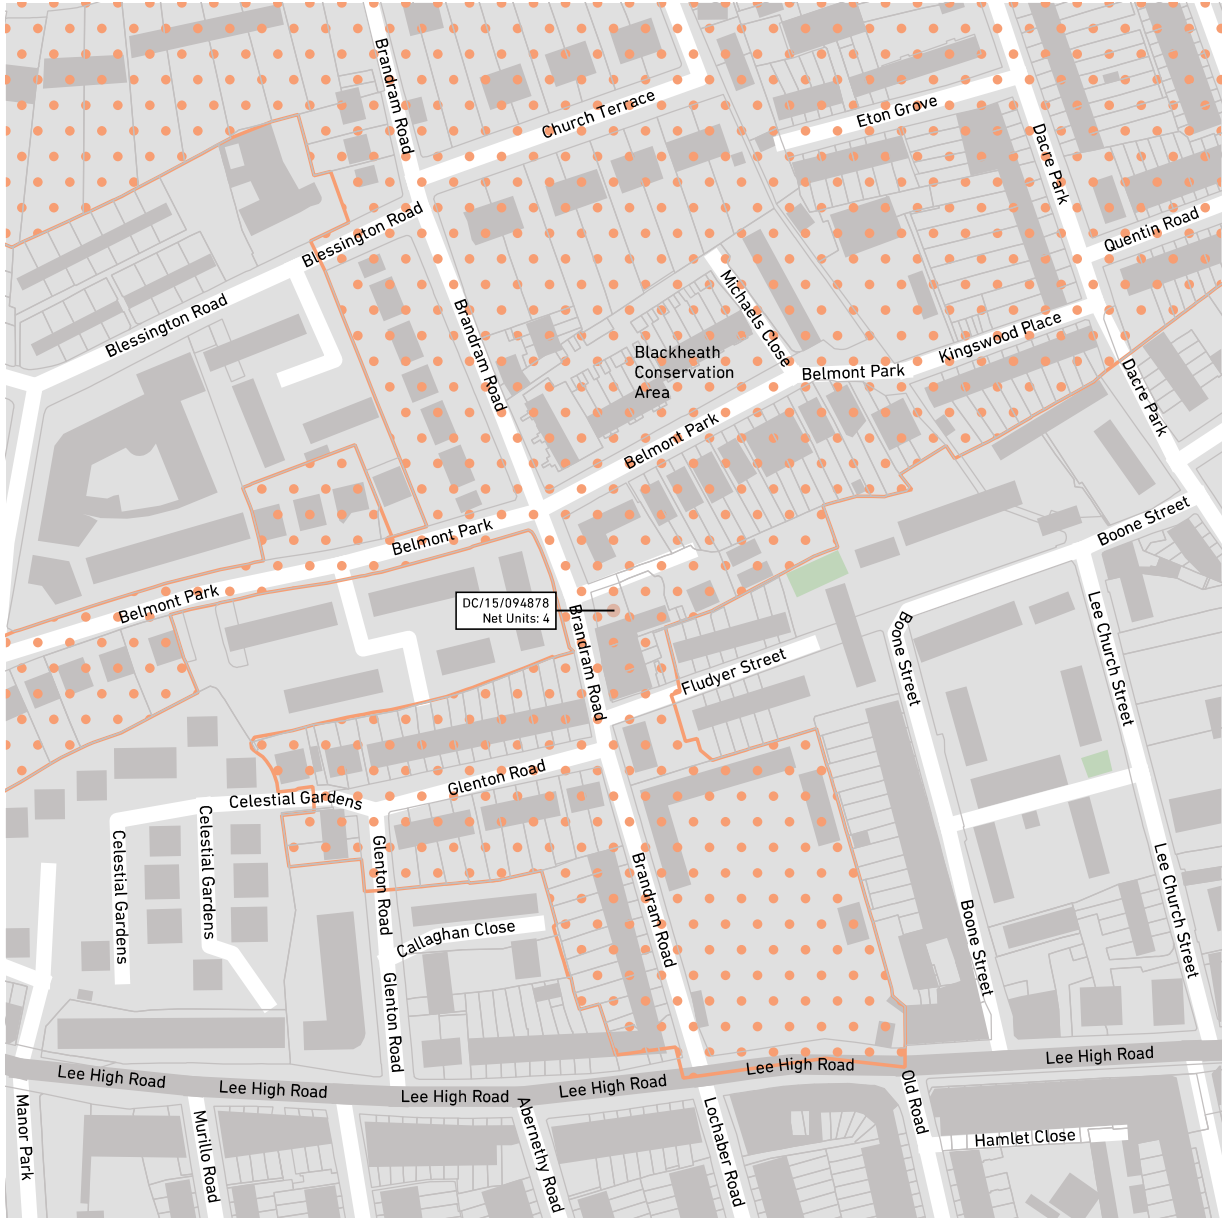 Brandram Road
Church Terrace
Eton Grove
Dacre Park
Quentin Road
Blessington Road
Blessington Road
Brandram Road
Michaels Close
Kingswood Place
Blackheath
Conservation
Area
Belmont Park
Dacre Park
Belmont Park
Belmont Park
Boone Street
Belmont Park
DC/15/094878
Net Units: 4
Brandram Road
Boone Street
Lee Church Street
Fludyer Street
Glenton Road
Celestial Gardens
Celestial Gardens
Celestial Gardens
Glenton Road
Brandram Road
Lee Church Street
Boone Street
Callaghan Close
Glenton Road
Lee High Road
Lee High Road
Lee High Road
Lee High Road
Lee High Road
Lee High Road
Manor Park
Murillo Road
Abernethy Road
Lochaber Road
Old Road
Hamlet Close